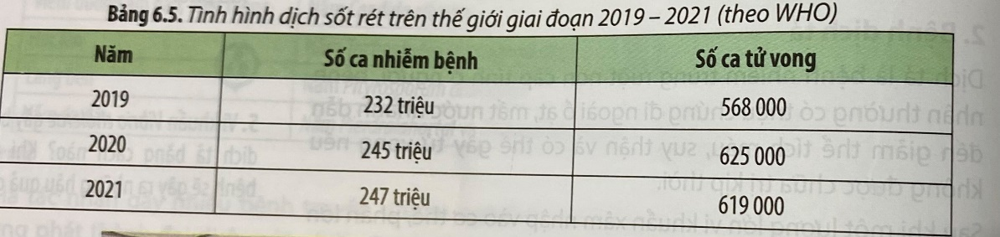 Bảng 6.5. Tình hình dịch sốt rét trên thế giới giai đoạn 2019 – 2021 (theo WHO)
Năm Số ca nhiễm bệnh Số ca tử vong
2019 232 triệu 568 000
2020 245 triệu 625 000
2021 247 triệu 619 000